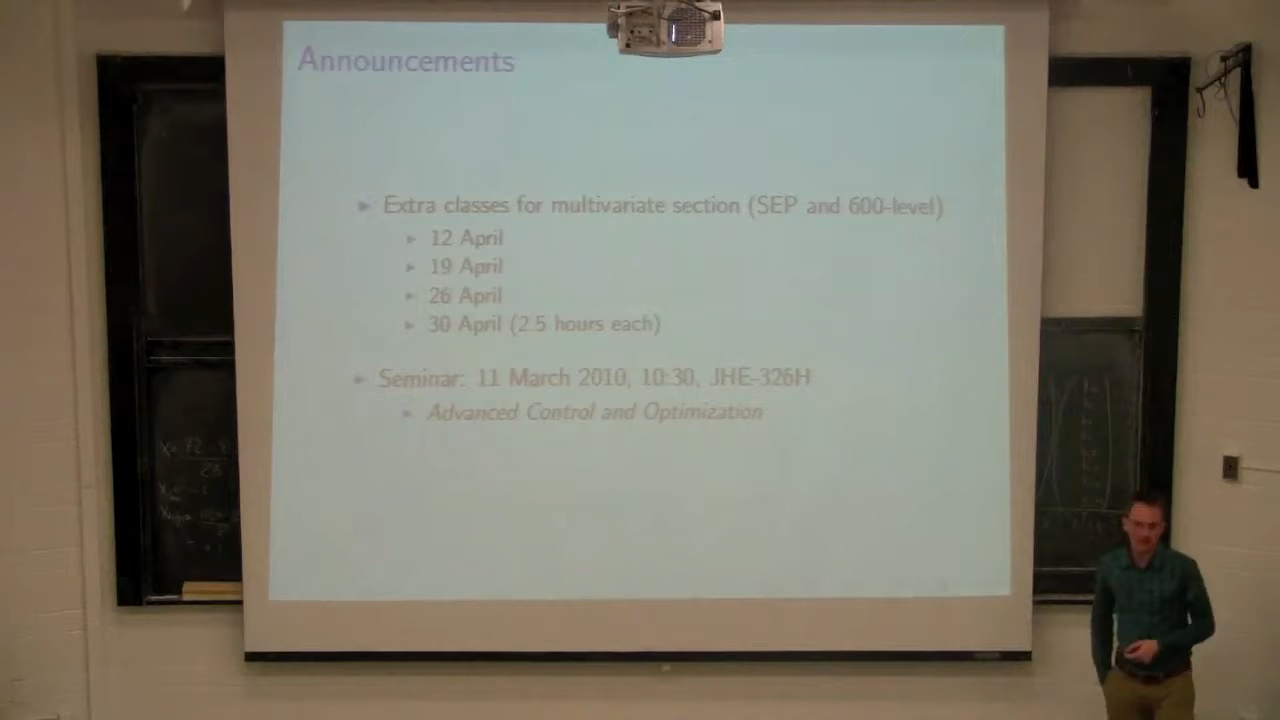 Announcements
Extra classes for multivariate section (SEP and 600-level)
12 April
19 April
26 April
30 April (2.5 hours each)
Seminar: 11 March 2010, 10:30, JHE-326H
Advanced Control and Optimization